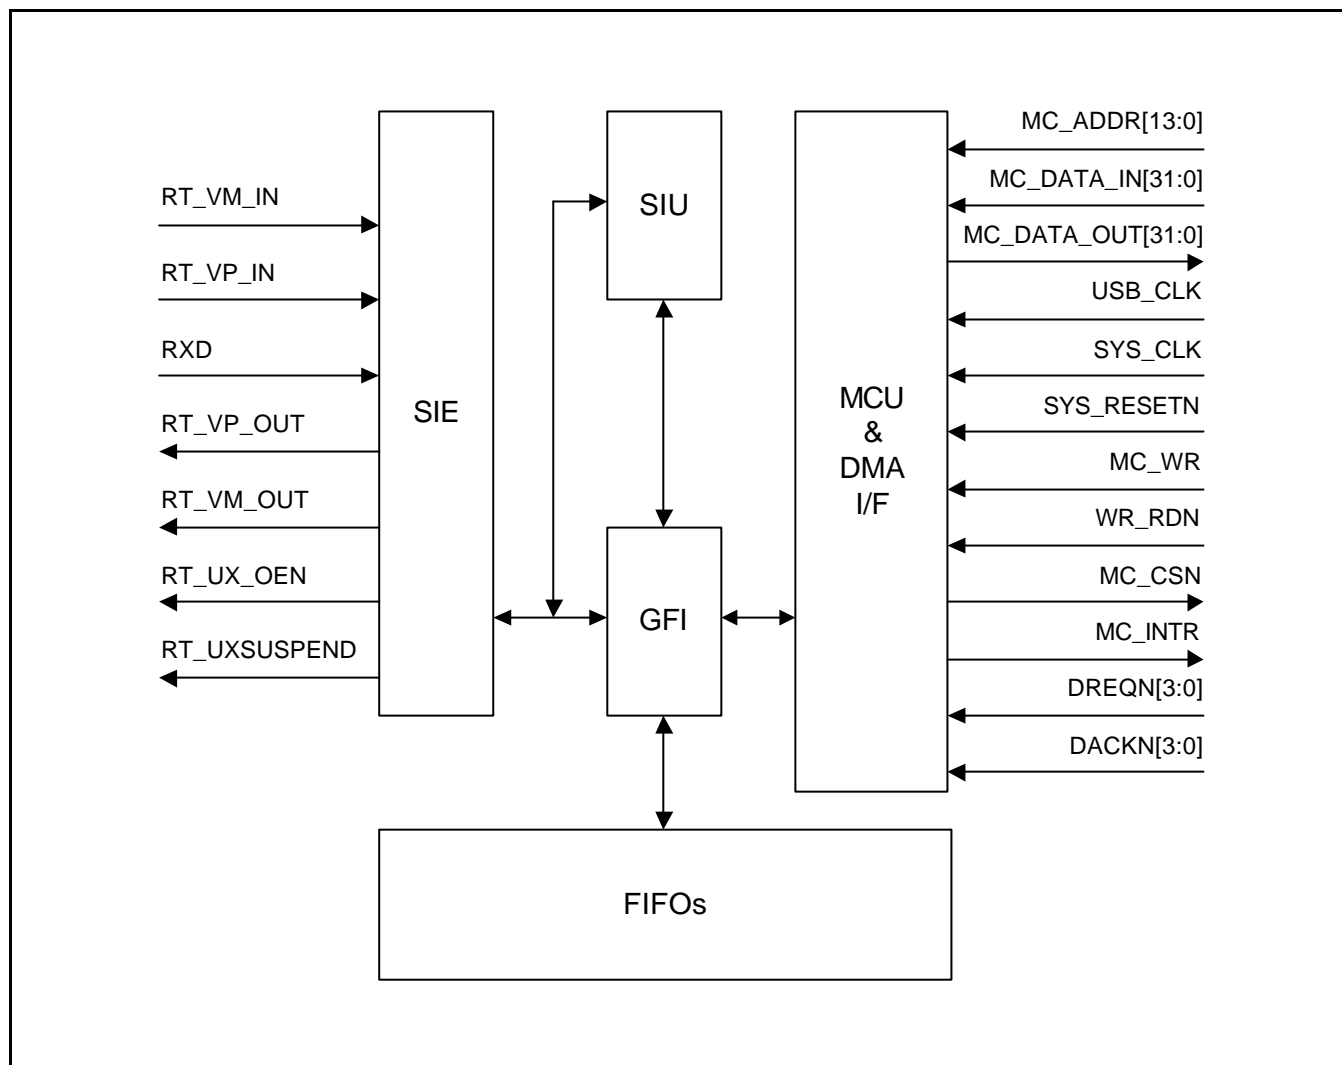 RT_VM_IN
RT_VP_IN
RXD
RT_VP_OUT
RT_VM_OUT
RT_UX_OEN
RT_UXSUSPEND
SIE
SIU
GFI
FIFOs
MCU
&
DMA
I/F
MC_ADDR[13:0]
MC_DATA_IN[31:0]
MC_DATA_OUT[31:0]
USB_CLK
SYS_CLK
SYS_RESETN
MC_WR
WR_RDN
MC_CSN
MC_INTR
DREQN[3:0]
DACKN[3:0]